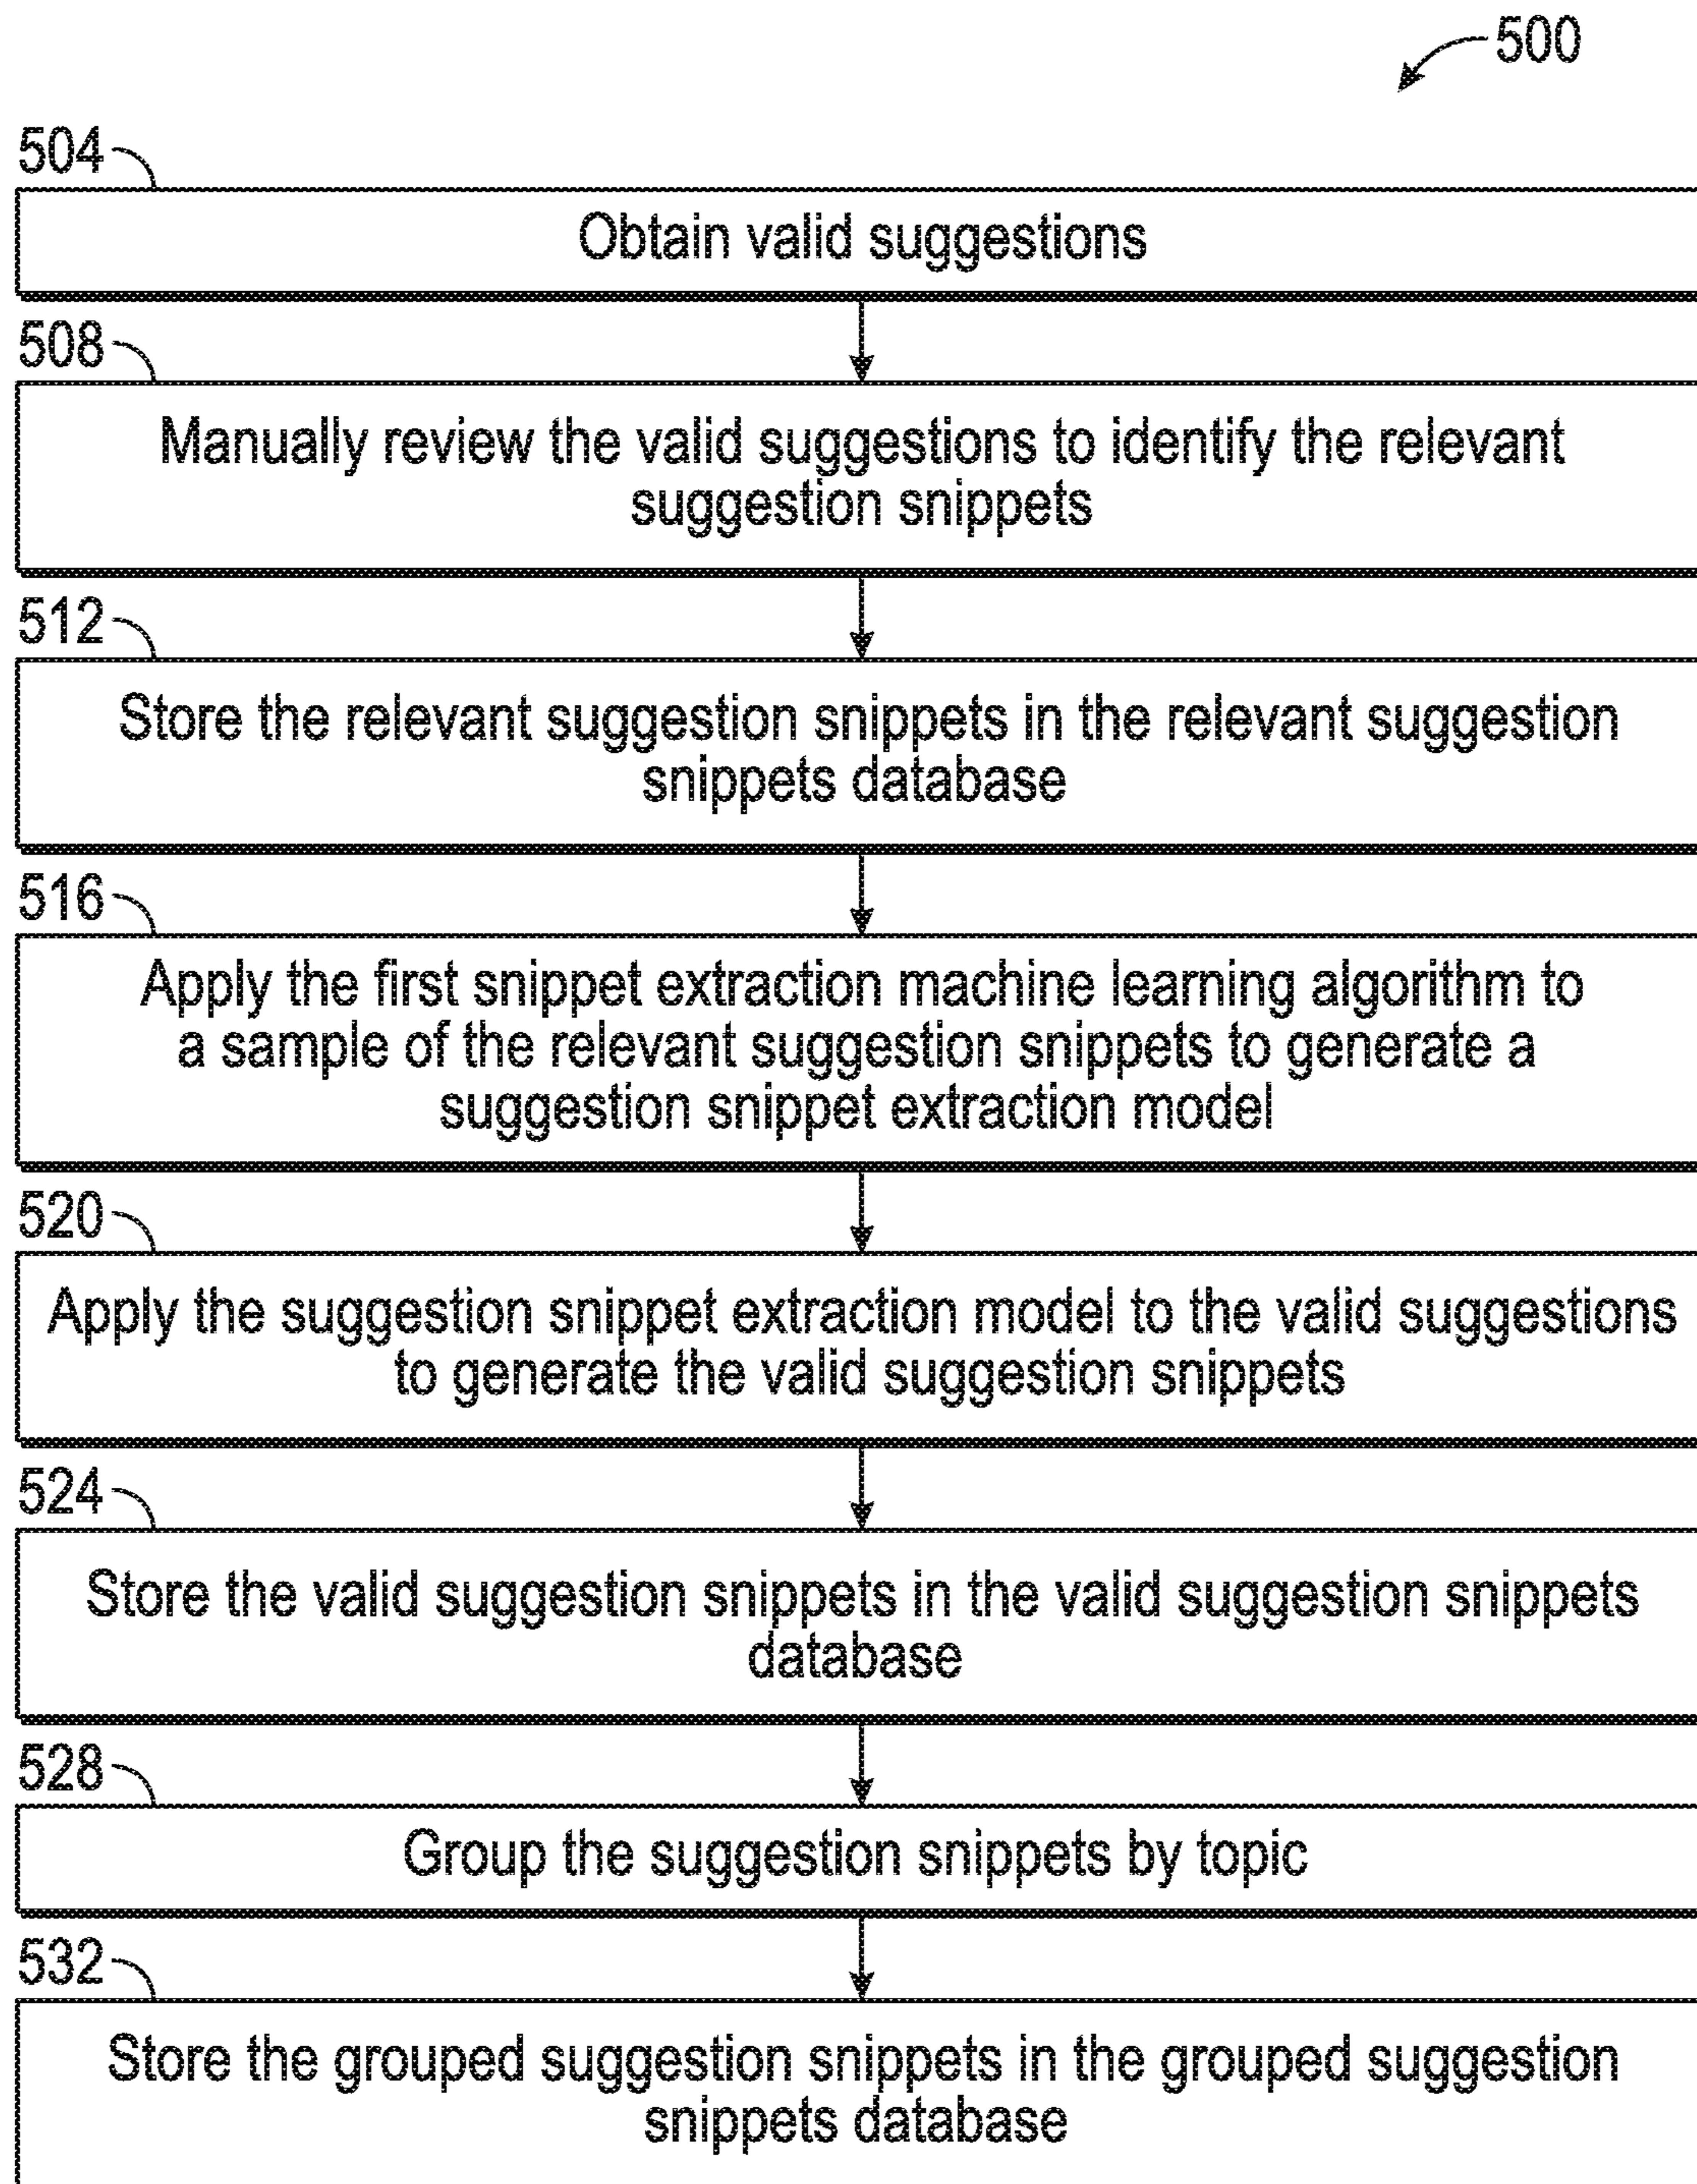 500
504
Obtain valid suggestions
508
Manually review the valid suggestions to identify the relevant
suggestion snippets
512
Store the relevant suggestion snippets in the relevant suggestion
snippets database
516
Apply the first snippet extraction machine learning algorithm to
a sample of the relevant suggestion snippets to generate a
suggestion snippet extraction model
520
Apply the suggestion snippet extraction model to the valid suggestions
to generate the valid suggestion snippets
524
Store the valid suggestion snippets in the valid suggestion snippets
database
528
Group the suggestion snippets by topic
532
Store the grouped suggestion snippets in the grouped suggestion
snippets database